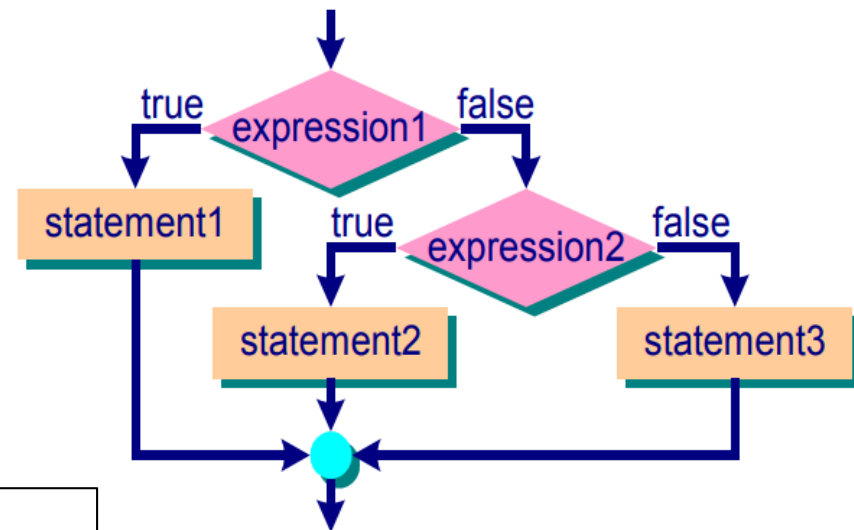 true
false
expression1
statement1
true
false
expression2
statement2
statement3